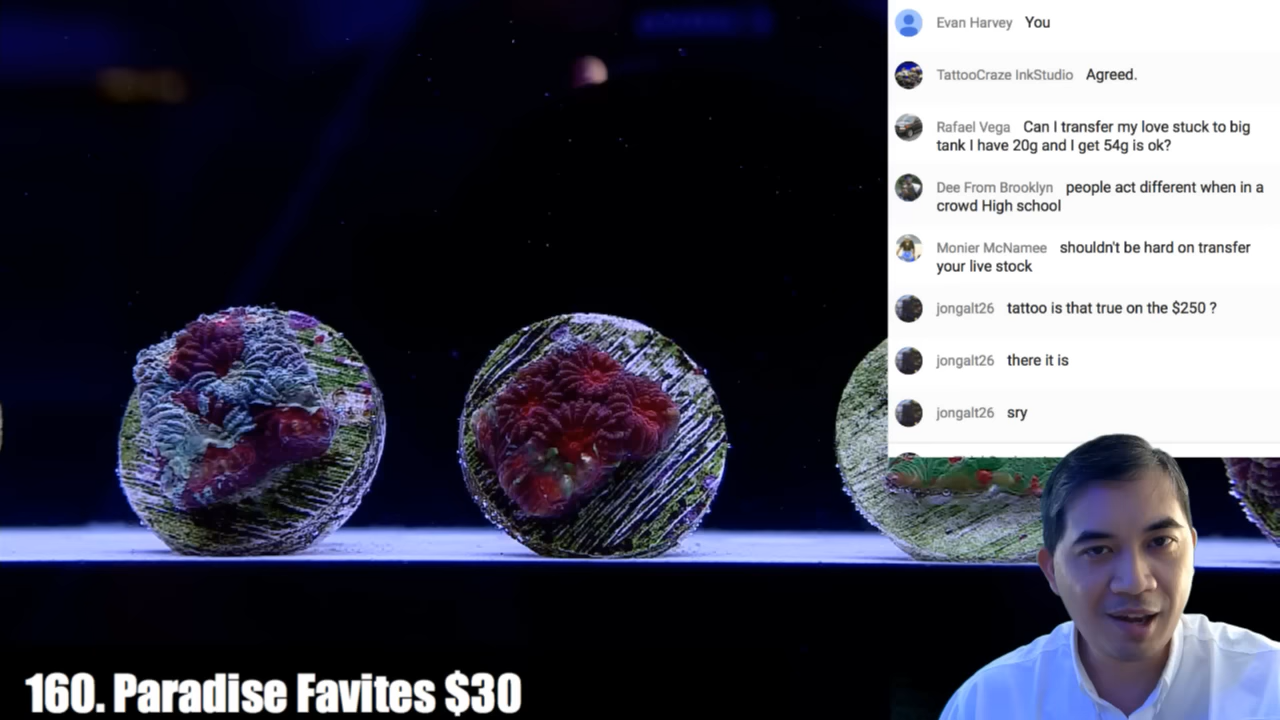 Evan Harvey You
TattooCraze InkStudio Agreed.
Rafael Vega Can I transfer my love stuck to big
tank I have 20g and I get 54g is ok?
Dee From Brooklyn people act different when in a
crowd High school
Monier McNamee shouldn't be hard on transfer
your live stock
jongalt26 tattoo is that true on the $250 ?
jongalt26 there it is
jongalt26 sry
160. Paradise Favites $30